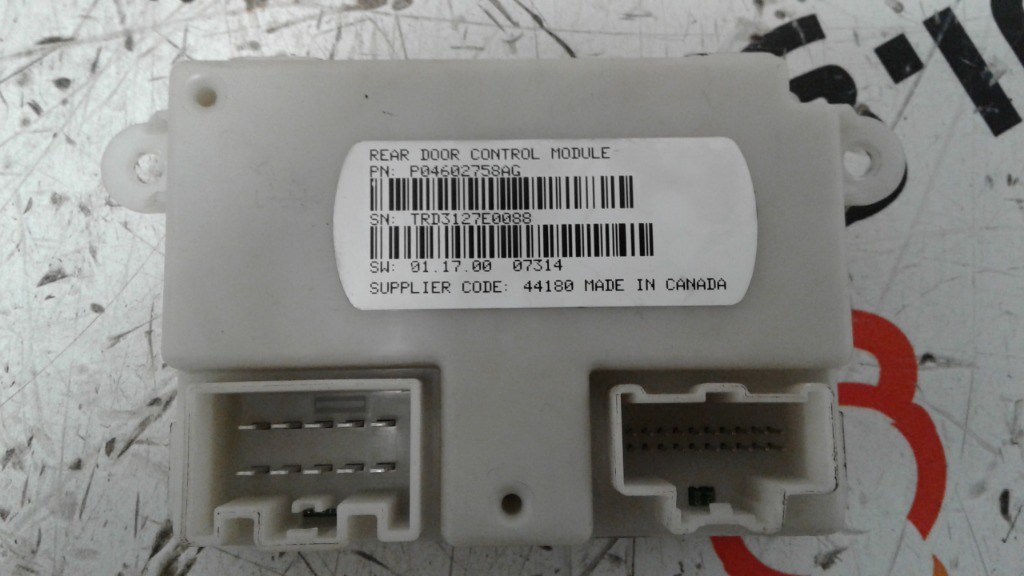 REAR DOOR CONTROL MODULE
PN: P04602758AG
SN: TRD3127E0088
SW: 01.17.00 07314
SUPPLIER CODE: 44180 MADE IN CANADA